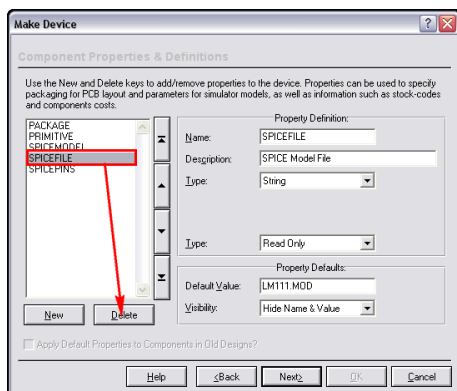 Make Device
Component Properties & Definitions
Use the New and Delete keys to add/remove properties to the device. Properties can be used to specify
packaging for PCB layout and parameters for simulator models, as well as information such as stock-codes
and components costs.
PACKAGE
PRIMITIVE
SPICEMODEL
SPICEFILE
SPICEPINS
New
Delete
Property Definition:
Name:
SPICEFILE
Description:
SPICE Model File
Type:
String
Type:
Read Only
Property Defaults:
Default Value:
LM111.MOD
Visibility:
Hide Name & Value
Apply Default Properties to Components in Old Designs?
Help
<Back
Next>
OK
Cancel